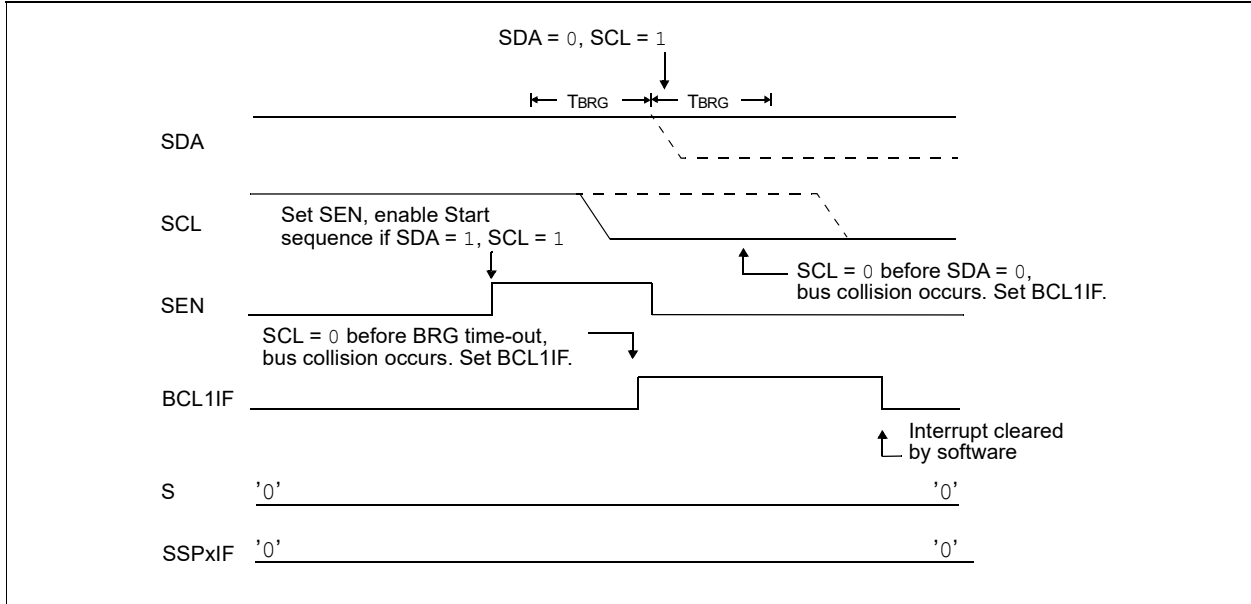 SDA = 0, SCL = 1
TBRG TBRG
SDA
SCL
Set SEN, enable Start
sequence if SDA = 1, SCL = 1
SCL = 0 before SDA = 0,
bus collision occurs. Set BCL1IF.
SEN
SCL = 0 before BRG time-out,
bus collision occurs. Set BCL1IF.
BCL1IF
Interrupt cleared
by software
S '0' '0'
SSPxIF '0' '0'